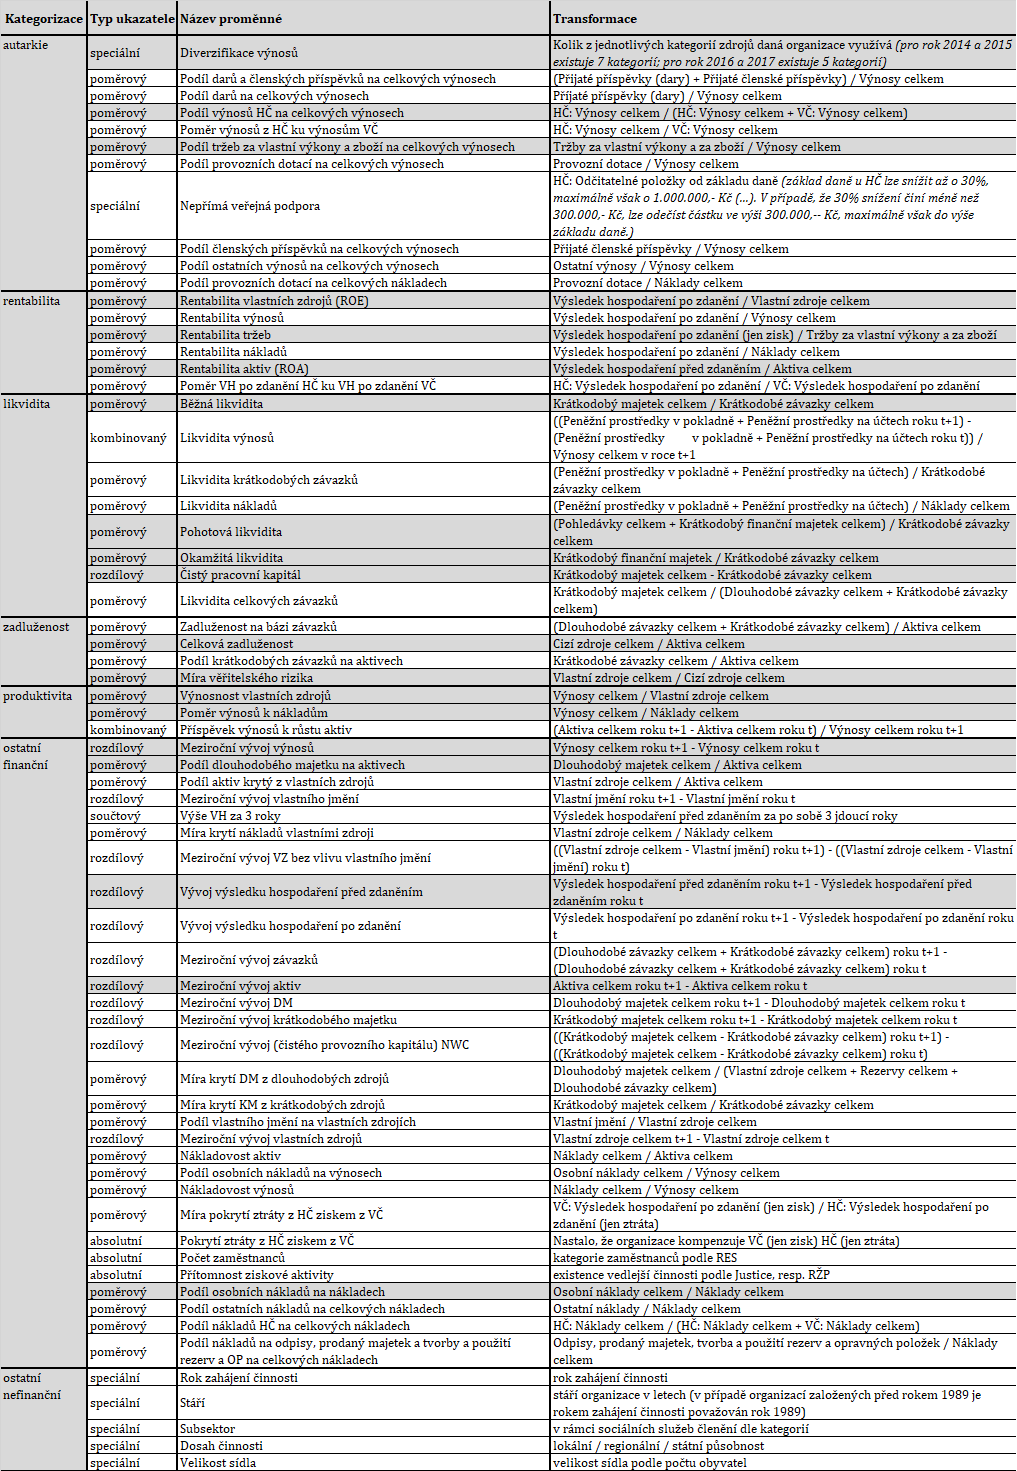 Kategorizace Typ ukazatele Název proměnné Transformace
autarkie speciální Diverzifikace výnosů Kolik z jednotlivých kategorií zdrojů daná organizace využívá (pro rok 2014 a 2015
existuje 7 kategorií; pro rok 2016 a 2017 existuje 5 kategorií)
poměrový Podíl darů a členských příspěvků na celkových výnosech (Přijaté příspěvky (dary) + Přijaté členské příspěvky) / Výnosy celkem
poměrový Podíl darů na celkových výnosech Příjaté příspěvky (dary) / Výnosy celkem
poměrový Podíl výnosů HČ na celkových výnosech HČ: Výnosy celkem / (HČ: Výnosy celkem + VČ: Výnosy celkem)
poměrový Poměr výnosů z HČ ku výnosům VČ HČ: Výnosy celkem / VČ: Výnosy celkem
poměrový Podíl tržeb za vlastní výkony a zboží na celkových výnosech Tržby za vlastní výkony a za zboží / Výnosy celkem
poměrový Podíl provozních dotací na celkových výnosech Provozní dotace / Výnosy celkem
speciální Nepřímá veřejná podpora HČ: Odčitatelné položky od základu daně (základ daně u HČ lze snížit až o 30%,
maximálně však o 1.000.000,- Kč (...). V případě, že 30% snížení činí méně než
300.000,- Kč, lze odečíst částku ve výši 300.000,-- Kč, maximálně však do výše
základu daně.)
poměrový Podíl členských příspěvků na celkových výnosech Přijaté členské příspěvky / Výnosy celkem
poměrový Podíl ostatních výnosů na celkových výnosech Ostatní výnosy / Výnosy celkem
poměrový Podíl provozních dotací na celkových nákladech Provozní dotace / Náklady celkem
rentabilita poměrový Rentabilita vlastních zdrojů (ROE) Výsledek hospodaření po zdanění / Vlastní zdroje celkem
poměrový Rentabilita výnosů Výsledek hospodaření po zdanění / Výnosy celkem
poměrový Rentabilita tržeb Výsledek hospodaření po zdanění (jen zisk) / Tržby za vlastní výkony a za zboží
poměrový Rentabilita nákladů Výsledek hospodaření po zdanění / Náklady celkem
poměrový Rentabilita aktiv (ROA) Výsledek hospodaření před zdaněním / Aktiva celkem
poměrový Poměr VH po zdanění HČ ku VH po zdanění VČ HČ: Výsledek hospodaření po zdanění / VČ: Výsledek hospodaření po zdanění
likvidita poměrový Běžná likvidita Krátkodobý majetek celkem / Krátkodobé závazky celkem
kombinovaný Likvidita výnosů ((Peněžní prostředky v pokladně + Peněžní prostředky na účtech roku t+1) -
(Peněžní prostředky v pokladně + Peněžní prostředky na účtech roku t)) /
Výnosy celkem v roce t+1
poměrový Likvidita krátkodobých závazků (Peněžní prostředky v pokladně + Peněžní prostředky na účtech) / Krátkodobé
závazky celkem
poměrový Likvidita nákladů (Peněžní prostředky v pokladně + Peněžní prostředky na účtech) / Náklady celkem
poměrový Pohotová likvidita (Pohledávky celkem + Krátkodobý finanční majetek celkem) / Krátkodobé závazky
celkem
poměrový Okamžitá likvidita Krátkodobý finanční majetek / Krátkodobé závazky celkem
rozdílový Čistý pracovní kapitál Krátkodobý majetek celkem - Krátkodobé závazky celkem
poměrový Likvidita celkových závazků Krátkodobý majetek celkem / (Dlouhodobé závazky celkem + Krátkodobé závazky
celkem)
zadluženost poměrový Zadluženost na bázi závazků (Dlouhodobé závazky celkem + Krátkodobé závazky celkem) / Aktiva celkem
poměrový Celková zadluženost Cizí zdroje celkem / Aktiva celkem
poměrový Podíl krátkodobých závazků na aktivech Krátkodobé závazky celkem / Aktiva celkem
poměrový Míra věřitelského rizika Vlastní zdroje celkem / Cizí zdroje celkem
produktivita poměrový Výnosnost vlastních zdrojů Výnosy celkem / Vlastní zdroje celkem
poměrový Poměr výnosů k nákladům Výnosy celkem / Náklady celkem
kombinovaný Příspěvek výnosů k růstu aktiv (Aktiva celkem roku t+1 - Aktiva celkem roku t) / Výnosy celkem roku t+1
ostatní rozdílový Meziroční vývoj výnosů Výnosy celkem roku t+1 - Výnosy celkem roku t
finanční poměrový Podíl dlouhodobého majetku na aktivech Dlouhodobý majetek celkem / Aktiva celkem
poměrový Podíl aktiv krytý z vlastních zdrojů Vlastní zdroje celkem / Aktiva celkem
rozdílový Meziroční vývoj vlastního jmění Vlastní jmění roku t+1 - Vlastní jmění roku t
součtový Výše VH za 3 roky Výsledek hospodaření před zdaněním za po sobě 3 jdoucí roky
poměrový Míra krytí nákladů vlastními zdroji Vlastní zdroje celkem / Náklady celkem
rozdílový Meziroční vývoj VZ bez vlivu vlastního jmění ((Vlastní zdroje celkem - Vlastní jmění) roku t+1) - ((Vlastní zdroje celkem - Vlastní
jmění) roku t)
rozdílový Vývoj výsledku hospodaření před zdaněním Výsledek hospodaření před zdaněním roku t+1 - Výsledek hospodaření před
zdaněním roku t
rozdílový Vývoj výsledku hospodaření po zdanění Výsledek hospodaření po zdanění roku t+1 - Výsledek hospodaření po zdanění roku
t
rozdílový Meziroční vývoj závazků (Dlouhodobé závazky celkem + Krátkodobé závazky celkem) roku t+1 -
(Dlouhodobé závazky celkem + Krátkodobé závazky celkem) roku t
rozdílový Meziroční vývoj aktiv Aktiva celkem roku t+1 - Aktiva celkem roku t
rozdílový Meziroční vývoj DM Dlouhodobý majetek celkem roku t+1 - Dlouhodobý majetek celkem roku t
rozdílový Meziroční vývoj krátkodobého majetku Krátkodobý majetek celkem roku t+1 - Krátkodobý majetek celkem roku t
rozdílový Meziroční vývoj (čistého provozního kapitálu) NWC ((Krátkodobý majetek celkem - Krátkodobé závazky celkem) roku t+1) -
((Krátkodobý majetek celkem - Krátkodobé závazky celkem) roku t)
poměrový Míra krytí DM z dlouhodobých zdrojů Dlouhodobý majetek celkem / (Vlastní zdroje celkem + Rezervy celkem +
Dlouhodobé závazky celkem)
poměrový Míra krytí KM z krátkodobých zdrojů Krátkodobý majetek celkem / Krátkodobé závazky celkem
poměrový Podíl vlastního jmění na vlastních zdrojích Vlastní jmění / Vlastní zdroje celkem
rozdílový Meziroční vývoj vlastních zdrojů Vlastní zdroje celkem t+1 - Vlastní zdroje celkem t
poměrový Nákladovost aktiv Náklady celkem / Aktiva celkem
poměrový Podíl osobních nákladů na výnosech Osobní náklady celkem / Výnosy celkem
poměrový Nákladovost výnosů Náklady celkem / Výnosy celkem
poměrový Míra pokrytí ztráty z HČ ziskem z VČ VČ: Výsledek hospodaření po zdanění (jen zisk) / HČ: Výsledek hospodaření po
zdanění (jen ztráta)
absolutní Pokrytí ztráty z HČ ziskem z VČ Nastalo, že organizace kompenzuje VČ (jen zisk) HČ (jen ztráta)
absolutní Počet zaměstnanců kategorie zaměstnanců podle RES
absolutní Přítomnost ziskové aktivity existence vedlejší činnosti podle Justice, resp. RŽP
poměrový Podíl osobních nákladů na nákladech Osobní náklady celkem / Náklady celkem
poměrový Podíl ostatních nákladů na celkových nákladech Ostatní náklady / Náklady celkem
poměrový Podíl nákladů HČ na celkových nákladech HČ: Náklady celkem / (HČ: Náklady celkem + VČ: Náklady celkem)
poměrový Podíl nákladů na odpisy, prodaný majetek a tvorby a použití
rezerv a OP na celkových nákladech Odpisy, prodaný majetek, tvorba a použití rezerv a opravných položek / Náklady
celkem
ostatní speciální Rok zahájení činnosti rok zahájení činnosti
nefinanční speciální Stáří stáří organizace v letech (v případě organizací založených před rokem 1989 je
rokem zahájení činnosti považován rok 1989)
speciální Subsektor v rámci sociálních služeb členění dle kategorií
speciální Dosah činnosti lokální / regionální / státní působnost
speciální Velikost sídla velikost sídla podle počtu obyvatel